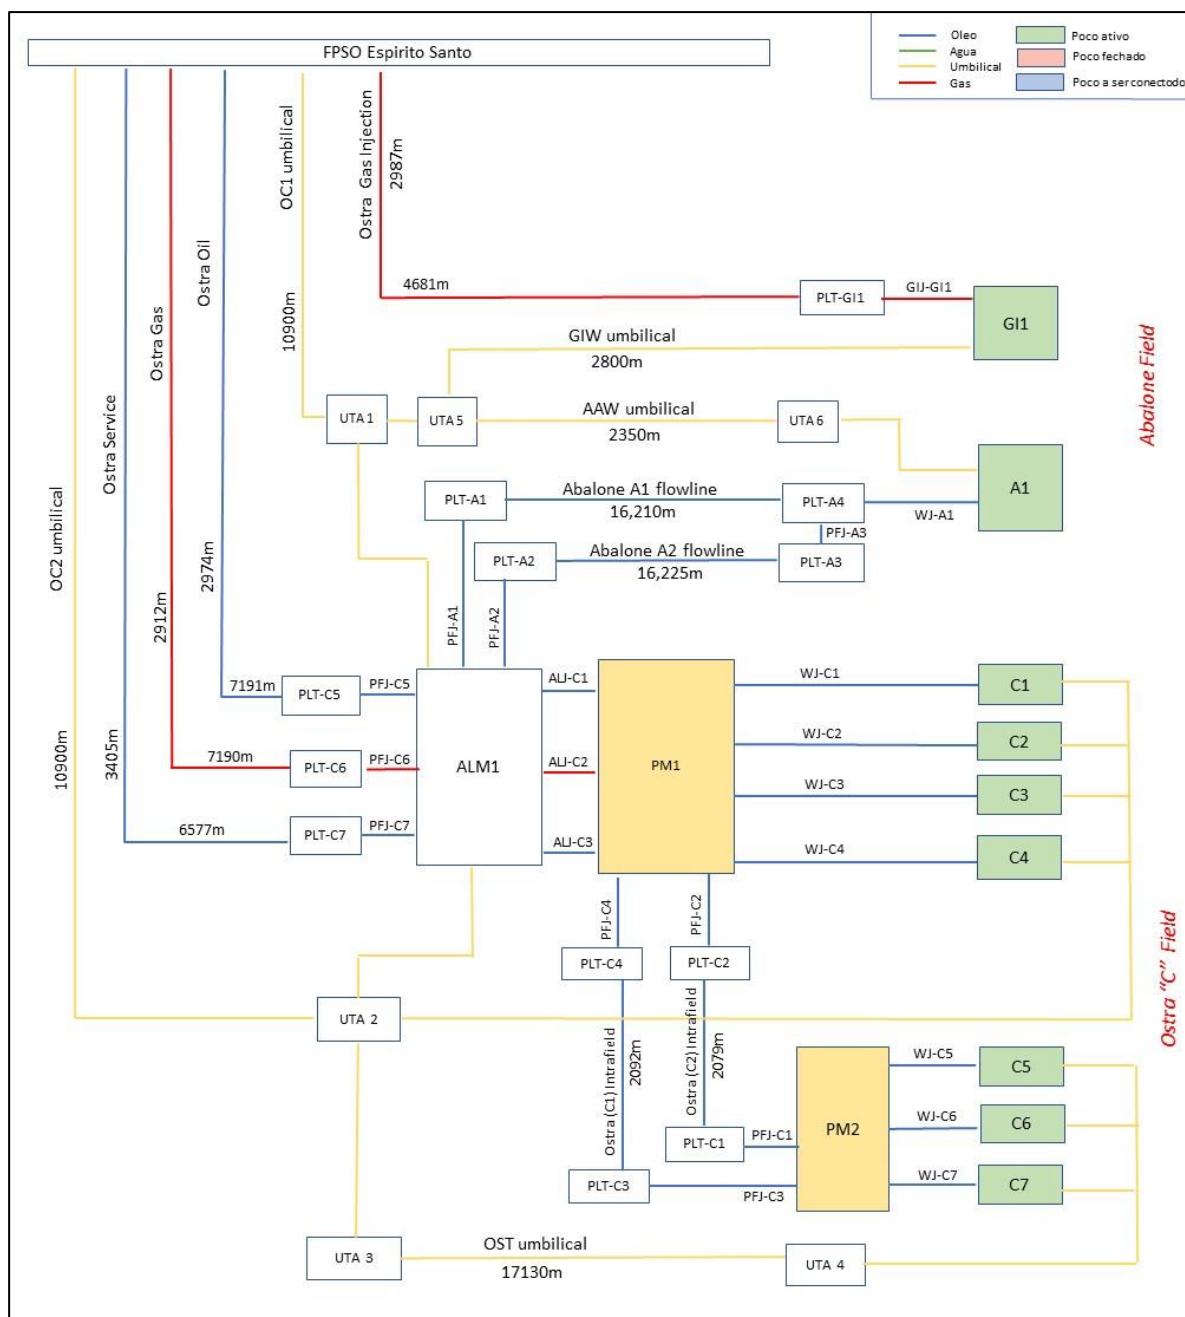 FPSO Espirito Santo
Oleo
Agua
Umbilical
Gas
Poco ativo
Poco fechado
Poco a ser conectodo
OC2 umbilical
10900m
Ostra Service
3405m
6577m
Ostra Gas
2912m
7190m
Ostra Oil
2974m
7191m
OC1 umbilical
10900m
Ostra Gas Injection
2987m
4681m
PLT-GI1
GIJ-GI1
GI1
GIW umbilical
2800m
UTA 1
UTA 5
AAW umbilical
2350m
UTA 6
Abalone Field
A1
PLT-A1
Abalone A1 flowline
16,210m
PLT-A4
WJ-A1
PFJ-A3
PLT-A2
Abalone A2 flowline
16,225m
PLT-A3
PFJ-A1
PFJ-A2
PLT-C5
PFJ-C5
PLT-C6
PFJ-C6
PLT-C7
PFJ-C7
ALM1
ALJ-C1
ALJ-C2
ALJ-C3
PM1
WJ-C1
C1
WJ-C2
C2
WJ-C3
C3
WJ-C4
C4
PFJ-C4
PFJ-C2
PLT-C4
PLT-C2
Ostra "C" Field
UTA 2
Ostra (C1) Intrafield
2092m
Ostra (C2) Intrafield
2079m
PLT-C1
PFJ-C1
PLT-C3
PFJ-C3
PM2
WJ-C5
C5
WJ-C6
C6
WJ-C7
C7
UTA 3
OST umbilical
17130m
UTA 4